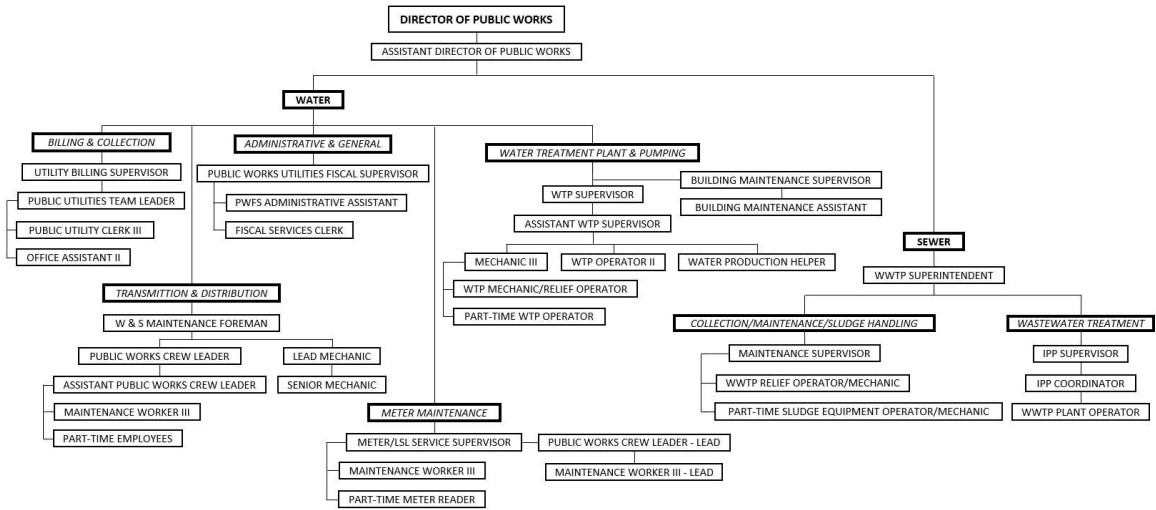 DIRECTOR OF PUBLIC WORKS
ASSISTANT DIRECTOR OF PUBLIC WORKS
WATER
BILLING & COLLECTION
UTILITY BILLING SUPERVISOR
PUBLIC UTILITIES TEAM LEADER
PUBLIC UTILITY CLERK III
OFFICE ASSISTANT II
TRANSMITTION & DISTRIBUTION
W & S MAINTENANCE FOREMAN
PUBLIC WORKS CREW LEADER
ASSISTANT PUBLIC WORKS CREW LEADER
MAINTENANCE WORKER III
PART-TIME EMPLOYEES
LEAD MECHANIC
SENIOR MECHANIC
ADMINISTRATIVE & GENERAL
PUBLIC WORKS UTILITIES FISCAL SUPERVISOR
PWFS ADMINISTRATIVE ASSISTANT
FISCAL SERVICES CLERK
METER MAINTENANCE
METER/LSL SERVICE SUPERVISOR
MAINTENANCE WORKER III
PART-TIME METER READER
PUBLIC WORKS CREW LEADER - LEAD
MAINTENANCE WORKER III - LEAD
WATER TREATMENT PLANT & PUMPING
WTP SUPERVISOR
BUILDING MAINTENANCE SUPERVISOR
BUILDING MAINTENANCE ASSISTANT
ASSISTANT WTP SUPERVISOR
MECHANIC III
WTP MECHANIC/RELIEF OPERATOR
PART-TIME WTP OPERATOR
WTP OPERATOR II
WATER PRODUCTION HELPER
SEWER
WWTP SUPERINTENDENT
COLLECTION/MAINTENANCE/SLUDGE HANDLING
MAINTENANCE SUPERVISOR
WWTP RELIEF OPERATOR/MECHANIC
PART-TIME SLUDGE EQUIPMENT OPERATOR/MECHANIC
WASTEWATER TREATMENT
IPP SUPERVISOR
IPP COORDINATOR
WWTP PLANT OPERATOR